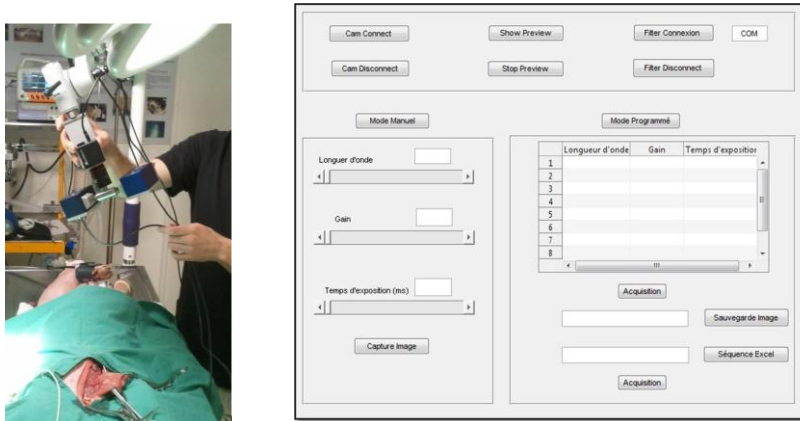 Cam Connect
Show Preview
Filter Connexion
COM
Cam Disconnect
Stop Preview
Filter Disconnect
Mode Manuel
Longuer d'onde
Gain
Temps d'exposition (ms)
Capture Image
Mode Programmé
Longueur d'onde Gain Temps d'exposition
1
2
3
4
5
6
7
8
Acquisition
Sauvegarde Image
Séquence Excel
Acquisition